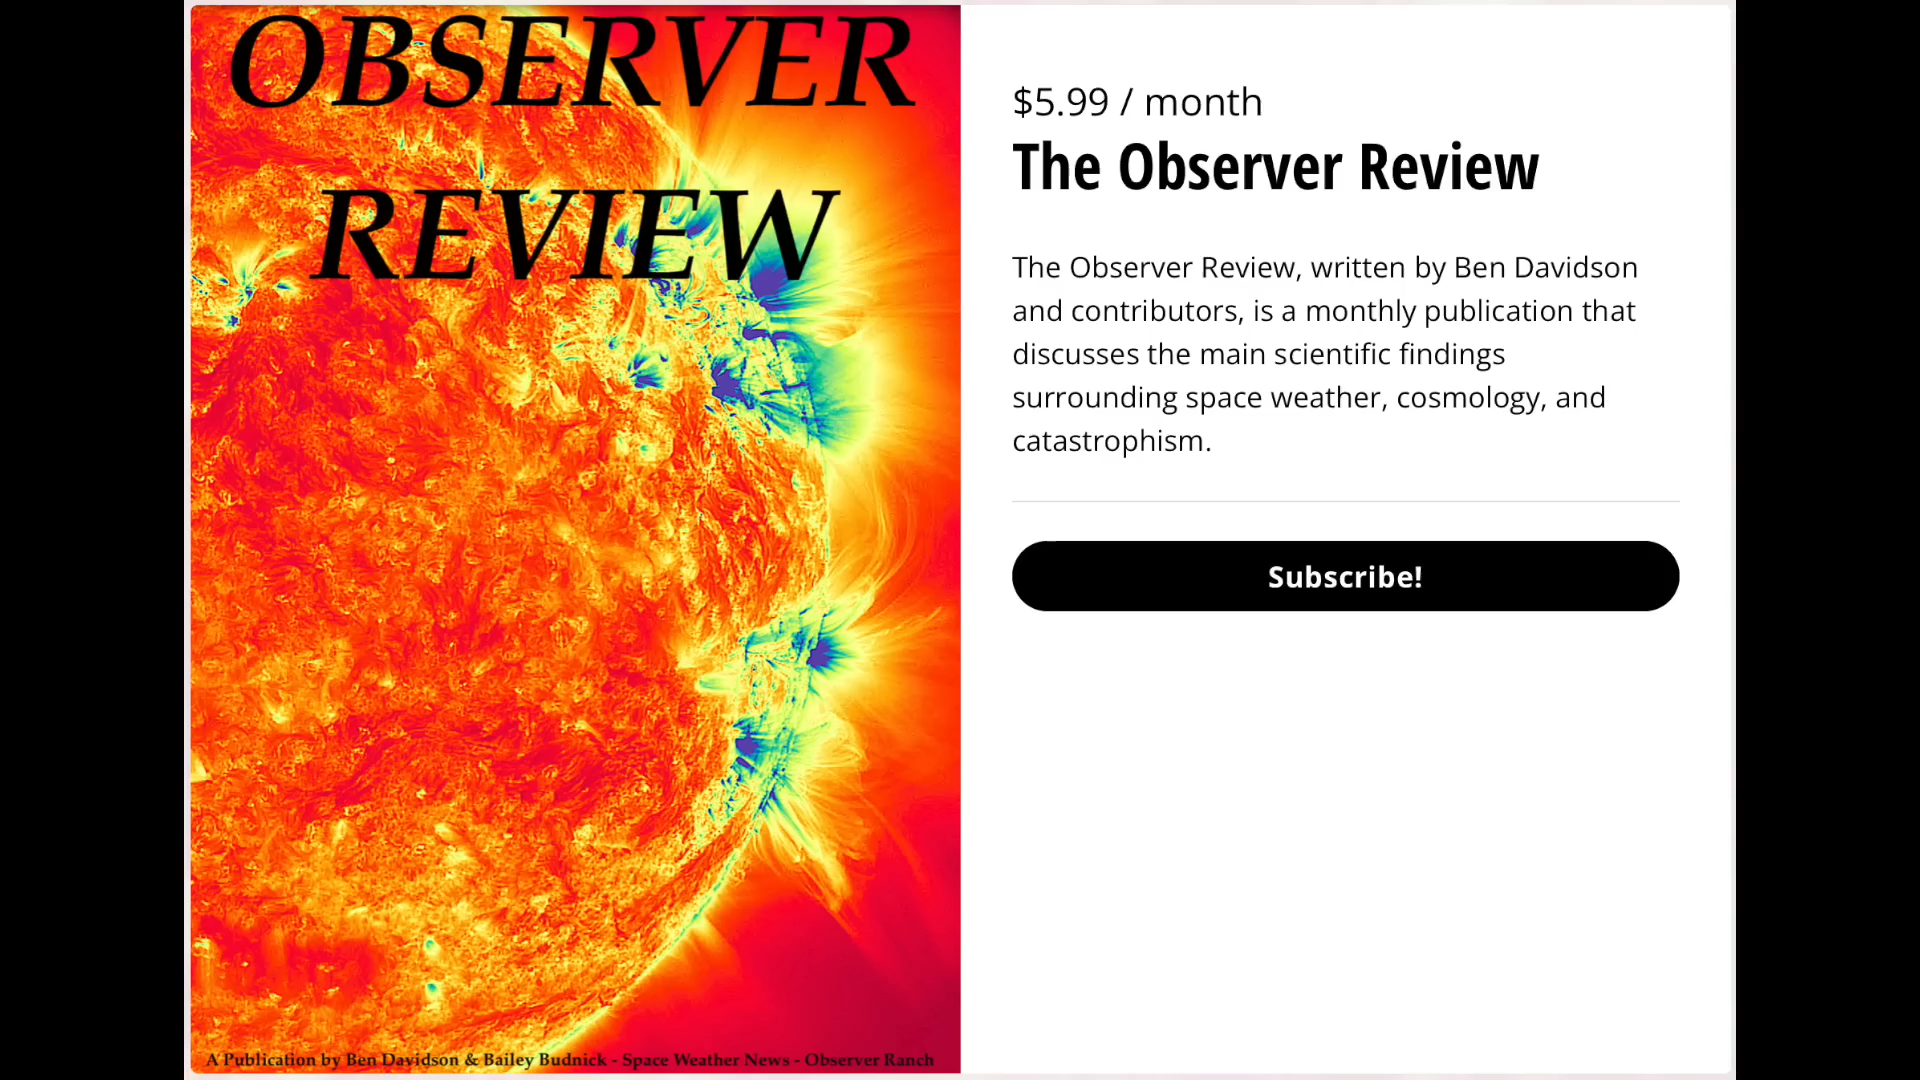 OBSERVER
REVIEW
A Publication by Ben Davidson & Bailey Budnick - Space Weather News - Observer Ranch
$5.99 / month
The Observer Review
The Observer Review, written by Ben Davidson
and contributors, is a monthly publication that
discusses the main scientific findings
surrounding space weather, cosmology, and
catastrophism.
Subscribe!